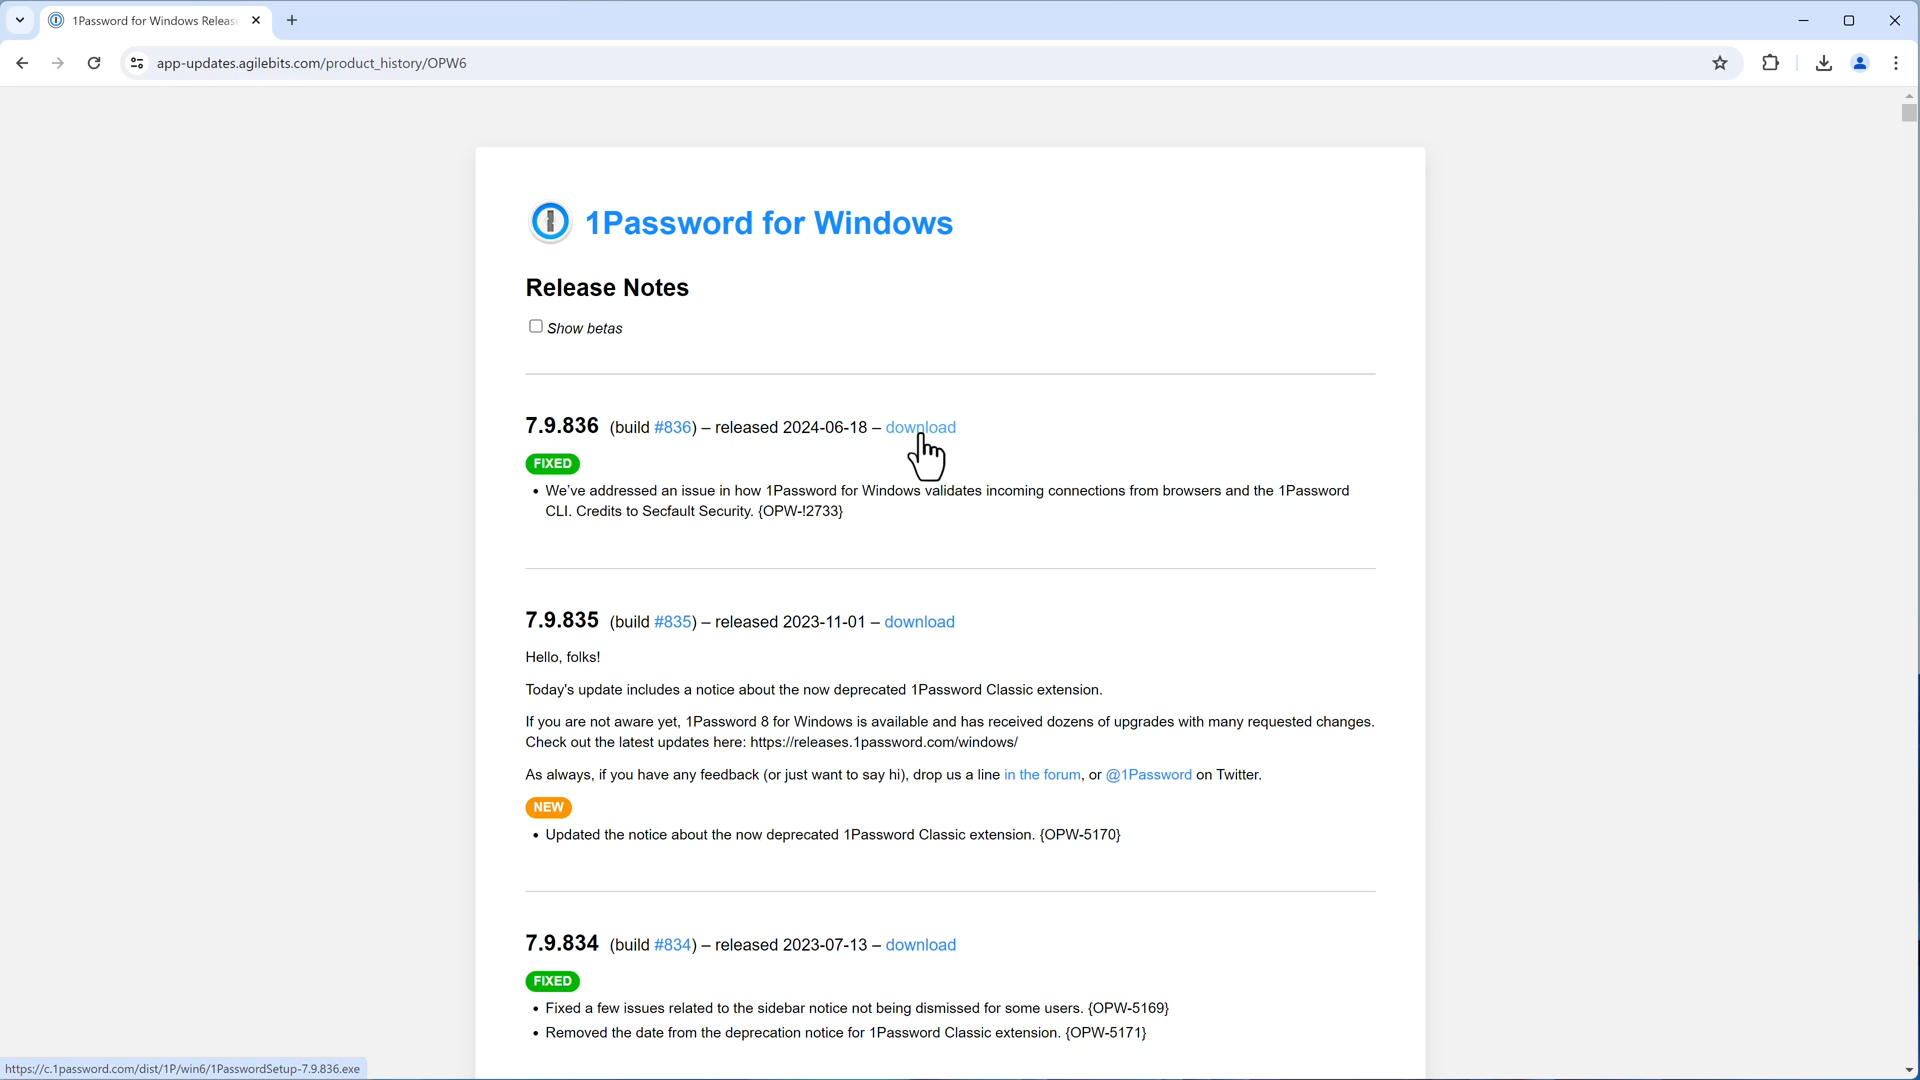 1Password for Windows Releas
app-updates.agilebits.com/product_history/OPW6
1Password for Windows
Release Notes
Show betas
7.9.836 (build #836) – released 2024-06-18 – download
FIXED
• We've addressed an issue in how 1Password for Windows validates incoming connections from browsers and the 1Password
CLI. Credits to Secfault Security. {OPW-!2733}
7.9.835 (build #835) – released 2023-11-01 – download
Hello, folks!
Today's update includes a notice about the now deprecated 1Password Classic extension.
If you are not aware yet, 1Password 8 for Windows is available and has received dozens of upgrades with many requested changes.
Check out the latest updates here: https://releases.1password.com/windows/
As always, if you have any feedback (or just want to say hi), drop us a line in the forum, or @1Password on Twitter.
NEW
• Updated the notice about the now deprecated 1Password Classic extension. {OPW-5170}
7.9.834 (build #834) – released 2023-07-13 – download
FIXED
• Fixed a few issues related to the sidebar notice not being dismissed for some users. {OPW-5169}
• Removed the date from the deprecation notice for 1Password Classic extension. {OPW-5171}
https://c.1password.com/dist/1P/win6/1PasswordSetup-7.9.836.exe